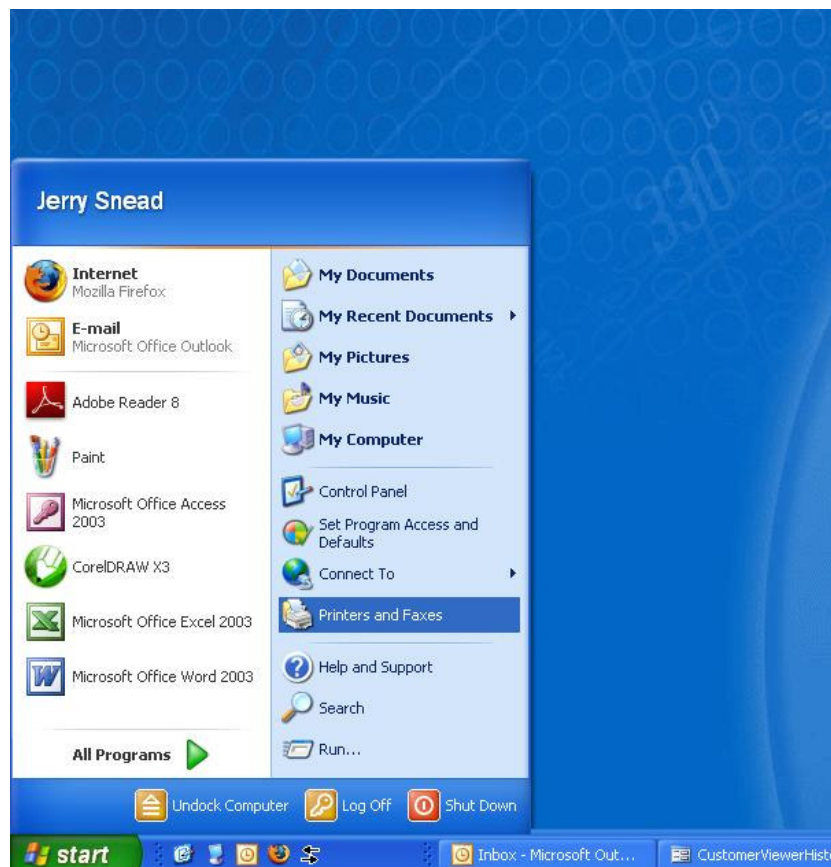 330°
Jerry Snead
Internet
Mozilla Firefox
E-mail
Microsoft Office Outlook
Adobe Reader 8
Paint
Microsoft Office Access
2003
CorelDRAW X3
Microsoft Office Excel 2003
Microsoft Office Word 2003
All Programs
My Documents
My Recent Documents
My Pictures
My Music
My Computer
Control Panel
Set Program Access and
Defaults
Connect To
Printers and Faxes
Help and Support
Search
Run...
Undock Computer
Log Off
Shut Down
start
Inbox - Microsoft Out...
CustomerViewerHist